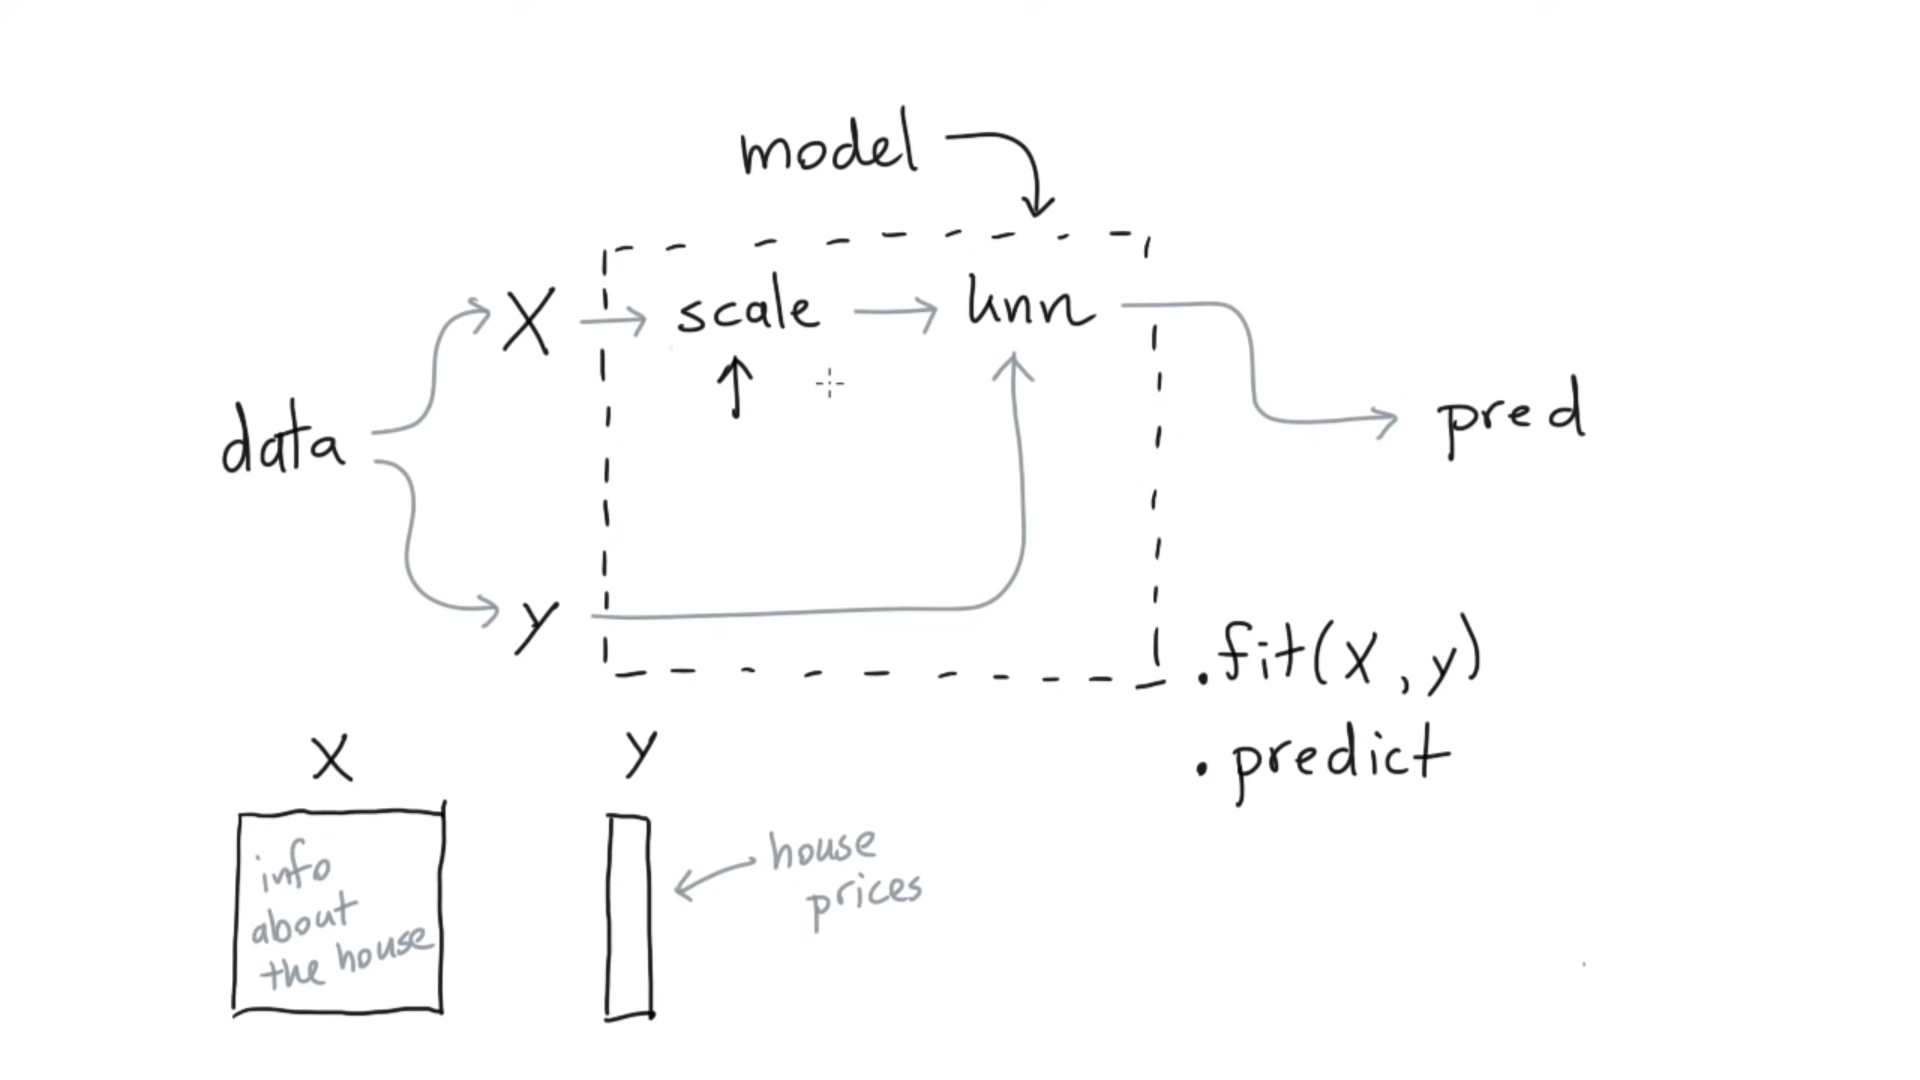 model
X
scale
knn
data
pred
y
.fit(X, y)
.predict
X
y
info
about
the house
house
prices